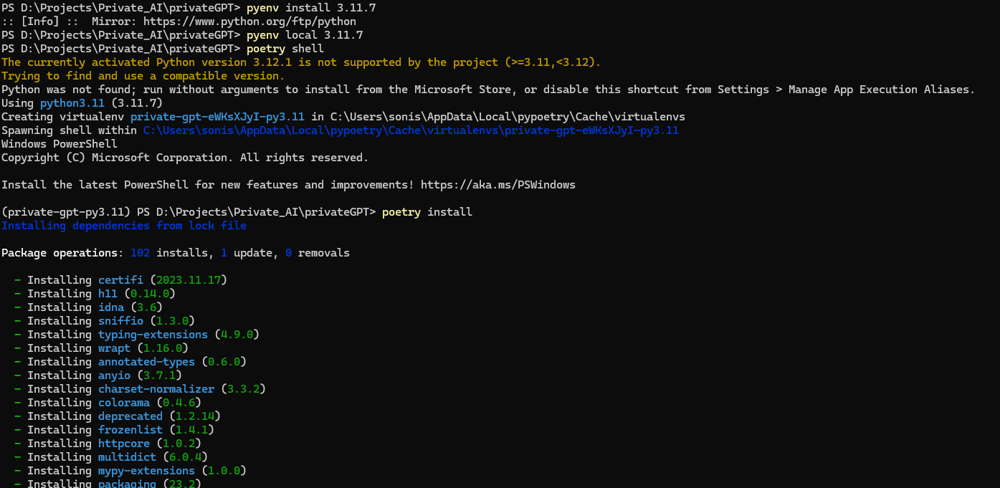 PS D:\Projects\Private_AI\privateGPT> pyenv install 3.11.7
:: [Info] ::  Mirror: https://www.python.org/ftp/python
PS D:\Projects\Private_AI\privateGPT> pyenv local 3.11.7
PS D:\Projects\Private_AI\privateGPT> poetry shell
The currently activated Python version 3.12.1 is not supported by the project (>=3.11,<3.12).
Trying to find and use a compatible version.
Python was not found; run without arguments to install from the Microsoft Store, or disable this shortcut from Settings > Manage App Execution Aliases.
Using python3.11 (3.11.7)
Creating virtualenv private-gpt-eWKsXJyI-py3.11 in C:\Users\sonis\AppData\Local\pypoetry\Cache\virtualenvs
Spawning shell within C:\Users\sonis\AppData\Local\pypoetry\Cache\virtualenvs\private-gpt-eWKsXJyI-py3.11
Windows PowerShell
Copyright (C) Microsoft Corporation. All rights reserved.

Install the latest PowerShell for new features and improvements! https://aka.ms/PSWindows

(private-gpt-py3.11) PS D:\Projects\Private_AI\privateGPT> poetry install
Installing dependencies from lock file

Package operations: 102 installs, 1 update, 0 removals

  - Installing certifi (2023.11.17)
  - Installing h11 (0.14.0)
  - Installing idna (3.6)
  - Installing sniffio (1.3.0)
  - Installing typing-extensions (4.9.0)
  - Installing wrapt (1.16.0)
  - Installing annotated-types (0.6.0)
  - Installing anyio (3.7.1)
  - Installing charset-normalizer (3.3.2)
  - Installing colorama (0.4.6)
  - Installing deprecated (1.2.14)
  - Installing frozenlist (1.4.1)
  - Installing httpcore (1.0.2)
  - Installing multidict (6.0.4)
  - Installing mypy-extensions (1.0.0)
  - Installing packaging (23.2)